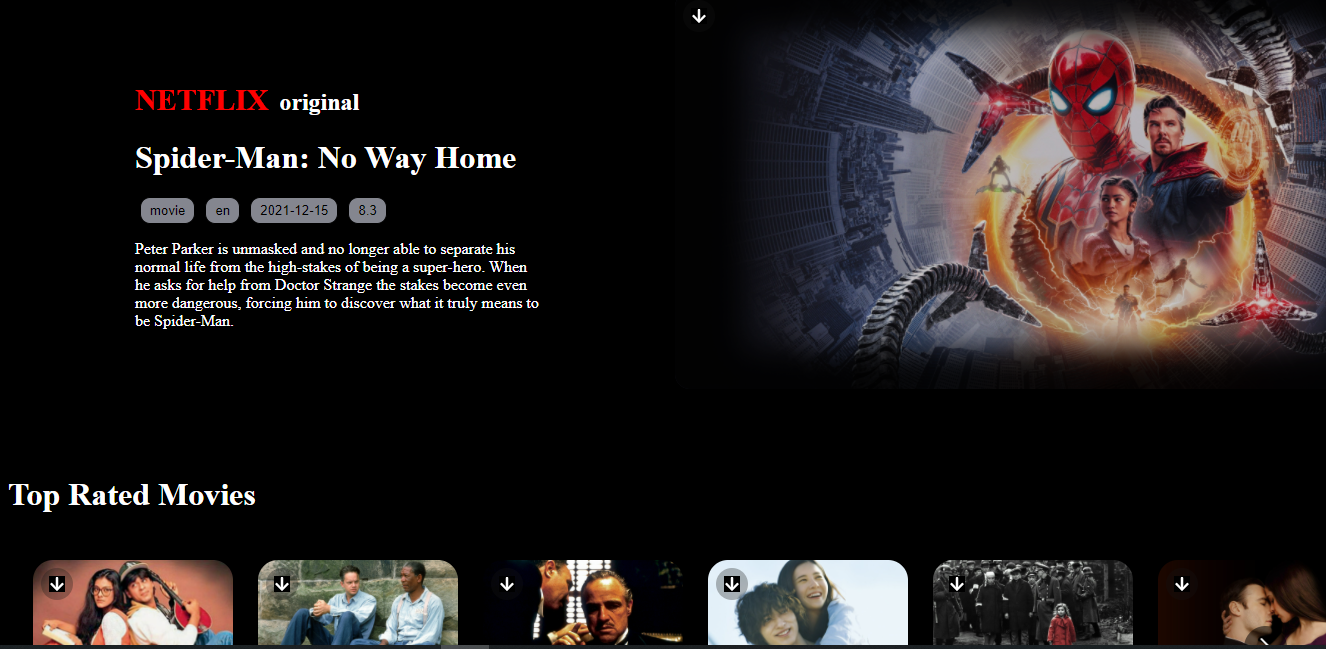 NETFLIX original
Spider-Man: No Way Home
movie en 2021-12-15 8.3
Peter Parker is unmasked and no longer able to separate his
normal life from the high-stakes of being a super-hero. When
he asks for help from Doctor Strange the stakes become even
more dangerous, forcing him to discover what it truly means to
be Spider-Man.
Top Rated Movies